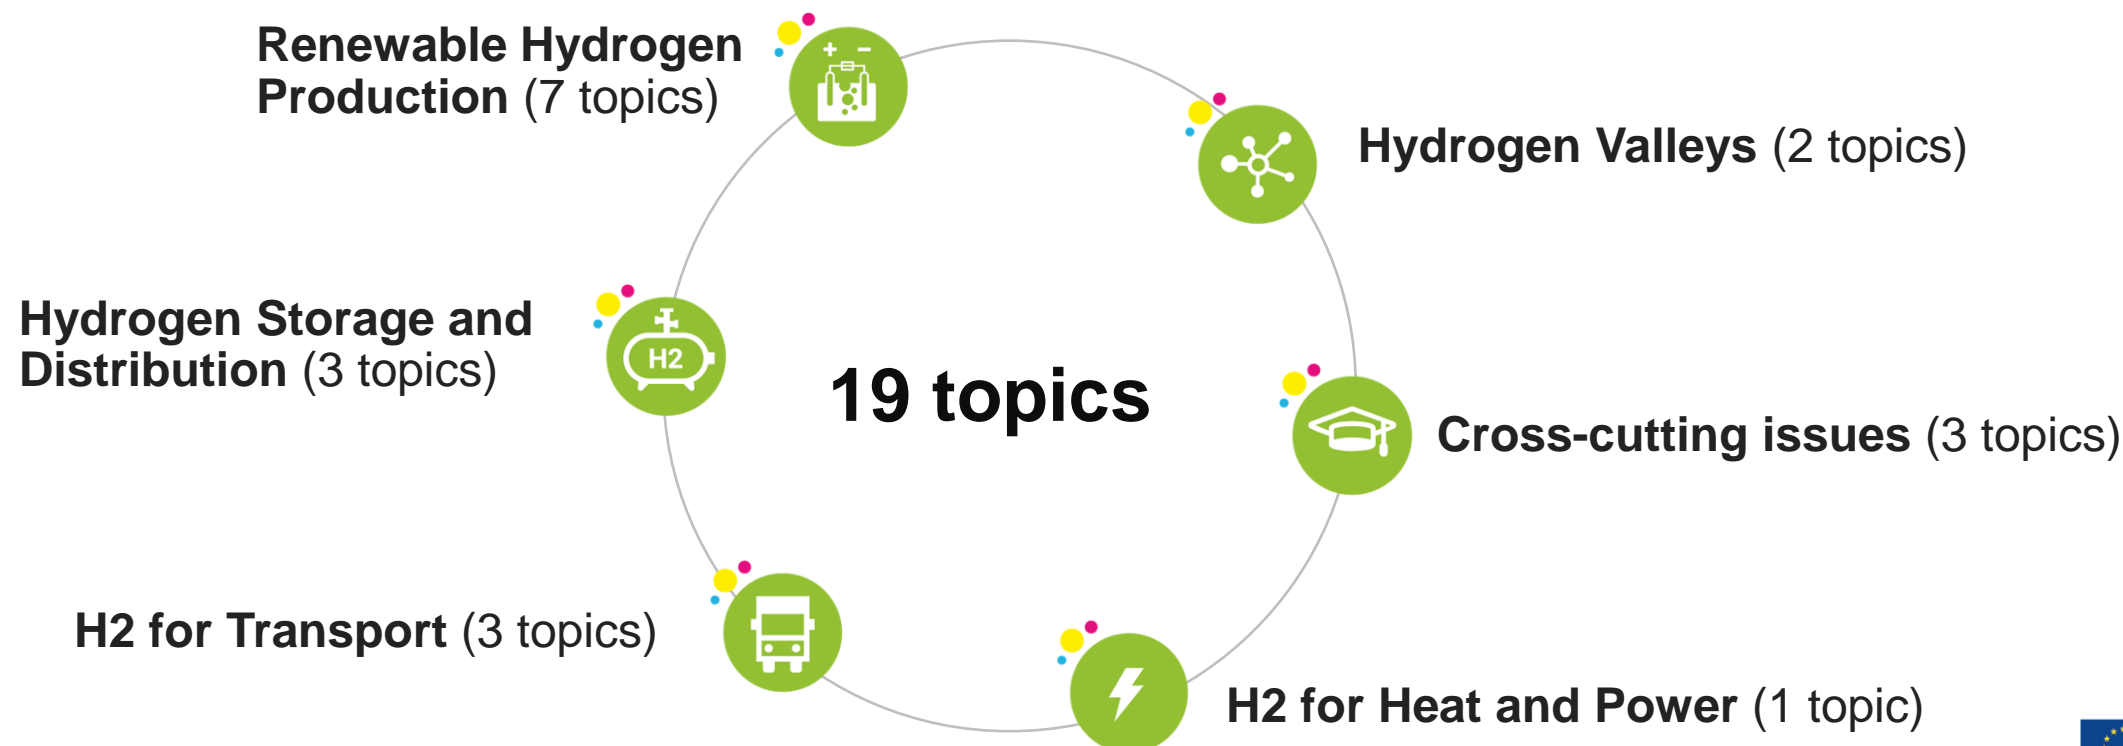 Renewable Hydrogen
Production (7 topics)
Hydrogen Valleys (2 topics)
Hydrogen Storage and
Distribution (3 topics)
H2
19 topics
Cross-cutting issues (3 topics)
H2 for Transport (3 topics)
H2 for Heat and Power (1 topic)